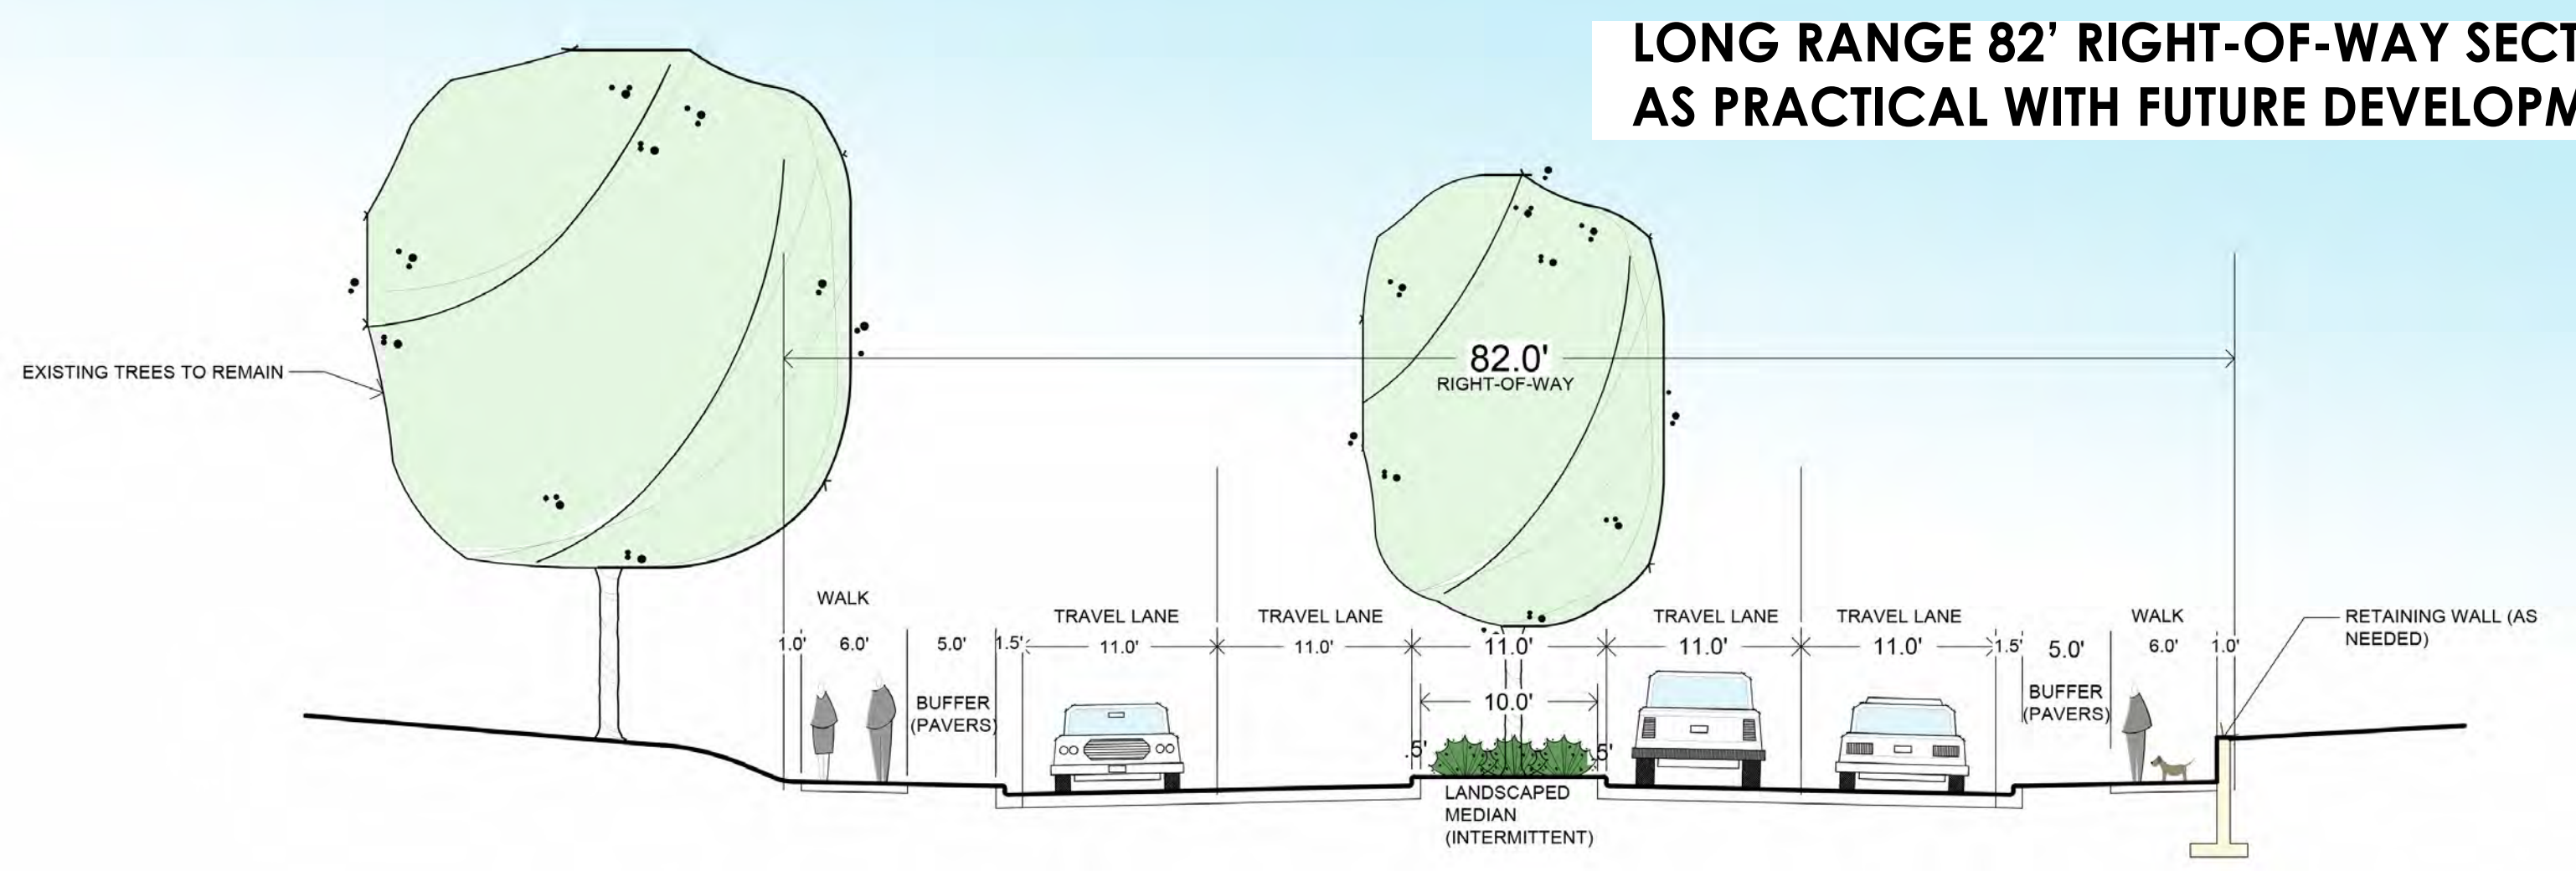 LONG RANGE 82’ RIGHT-OF-WAY SECT
AS PRACTICAL WITH FUTURE DEVELOPM
82.0'
RIGHT-OF-WAY
EXISTING TREES TO REMAIN
WALK
TRAVEL LANE
TRAVEL LANE
TRAVEL LANE
TRAVEL LANE
WALK
RETAINING WALL (AS
NEEDED)
1.0'
6.0'
5.0'
1.5'
11.0'
11.0'
11.0'
11.0'
11.0'
1.5'
5.0'
6.0'
1.0'
BUFFER
(PAVERS)
10.0'
BUFFER
(PAVERS)
.5'
.5'
LANDSCAPED
MEDIAN
(INTERMITTENT)